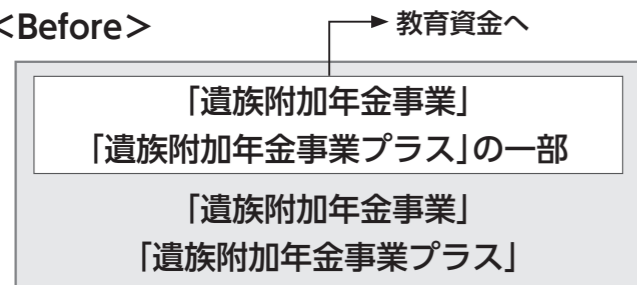 <Before>
教育資金へ
「遺族附加年金事業」
「遺族附加年金事業プラス」の一部
「遺族附加年金事業」
「遺族附加年金事業プラス」